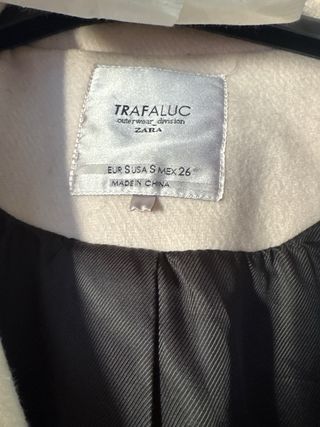 TRAFALUC
outerwear_division
ZARA
EUR S USA S MEX 26
MADE IN CHINA